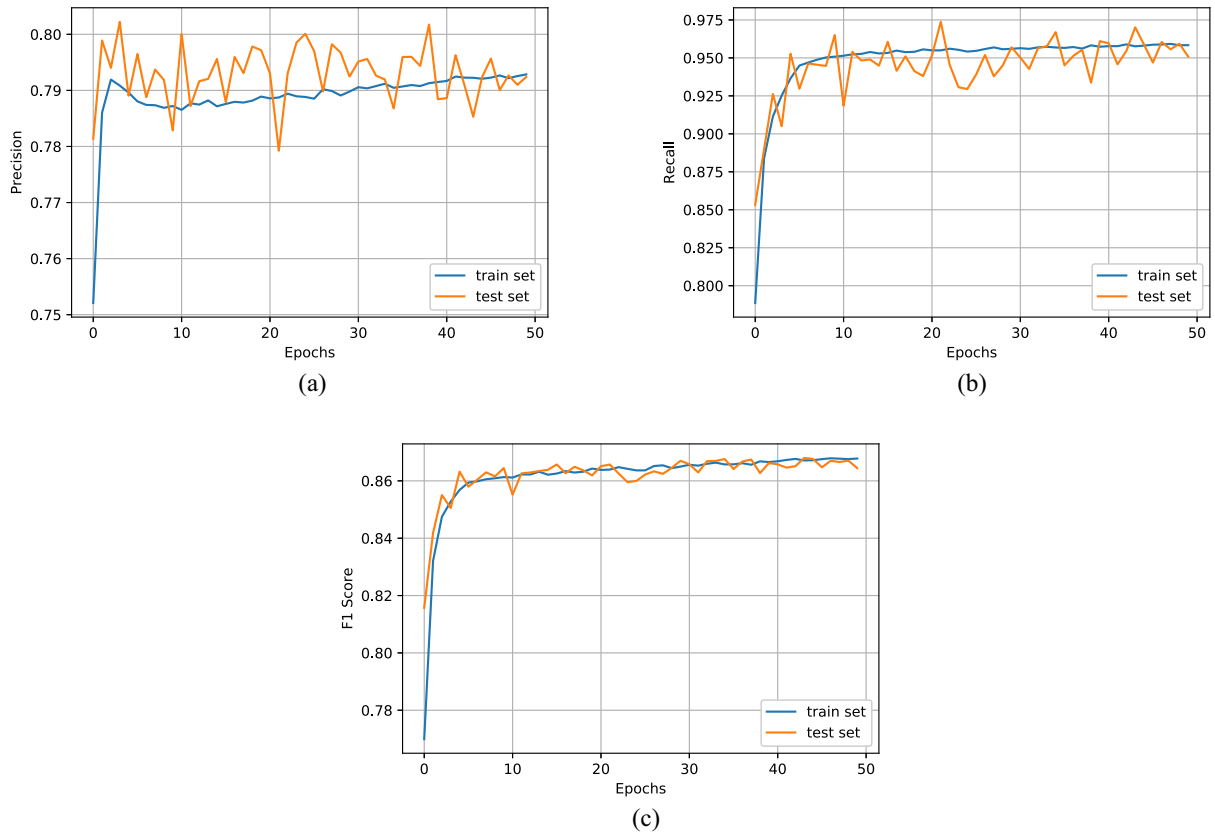 0.80
0.79
0.78
0.77
0.76
0.75
Precision
0 10 20 30 40 50
Epochs
train set
test set
(a)
0.975
0.950
0.925
0.900
0.875
0.850
0.825
0.800
Recall
0 10 20 30 40 50
Epochs
train set
test set
(b)
0.86
0.84
0.82
0.80
0.78
F1 Score
0 10 20 30 40 50
Epochs
train set
test set
(c)